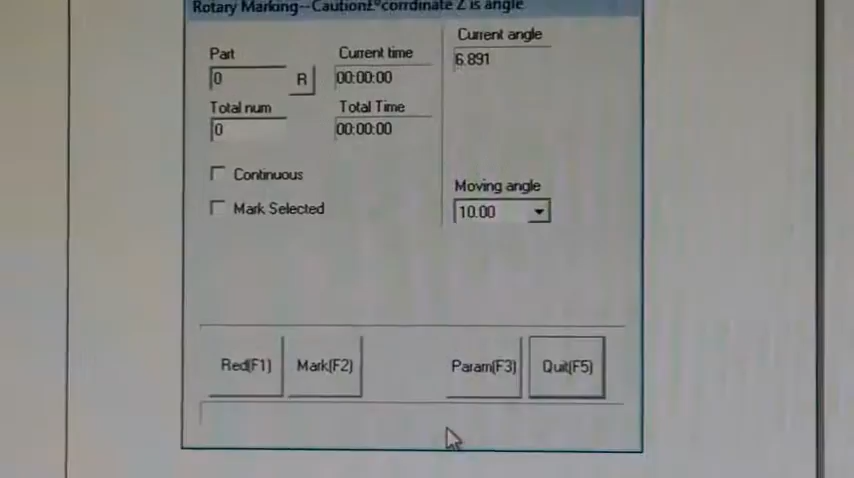 Rotary Marking--Caution£ºcorrdinate Z is angle
Part
0
R
Current time
00:00:00
Total num
0
Total Time
00:00:00
Continuous
Mark Selected
Current angle
6.891
Moving angle
10.00
Red(F1)
Mark(F2)
Param(F3)
Quit(F5)